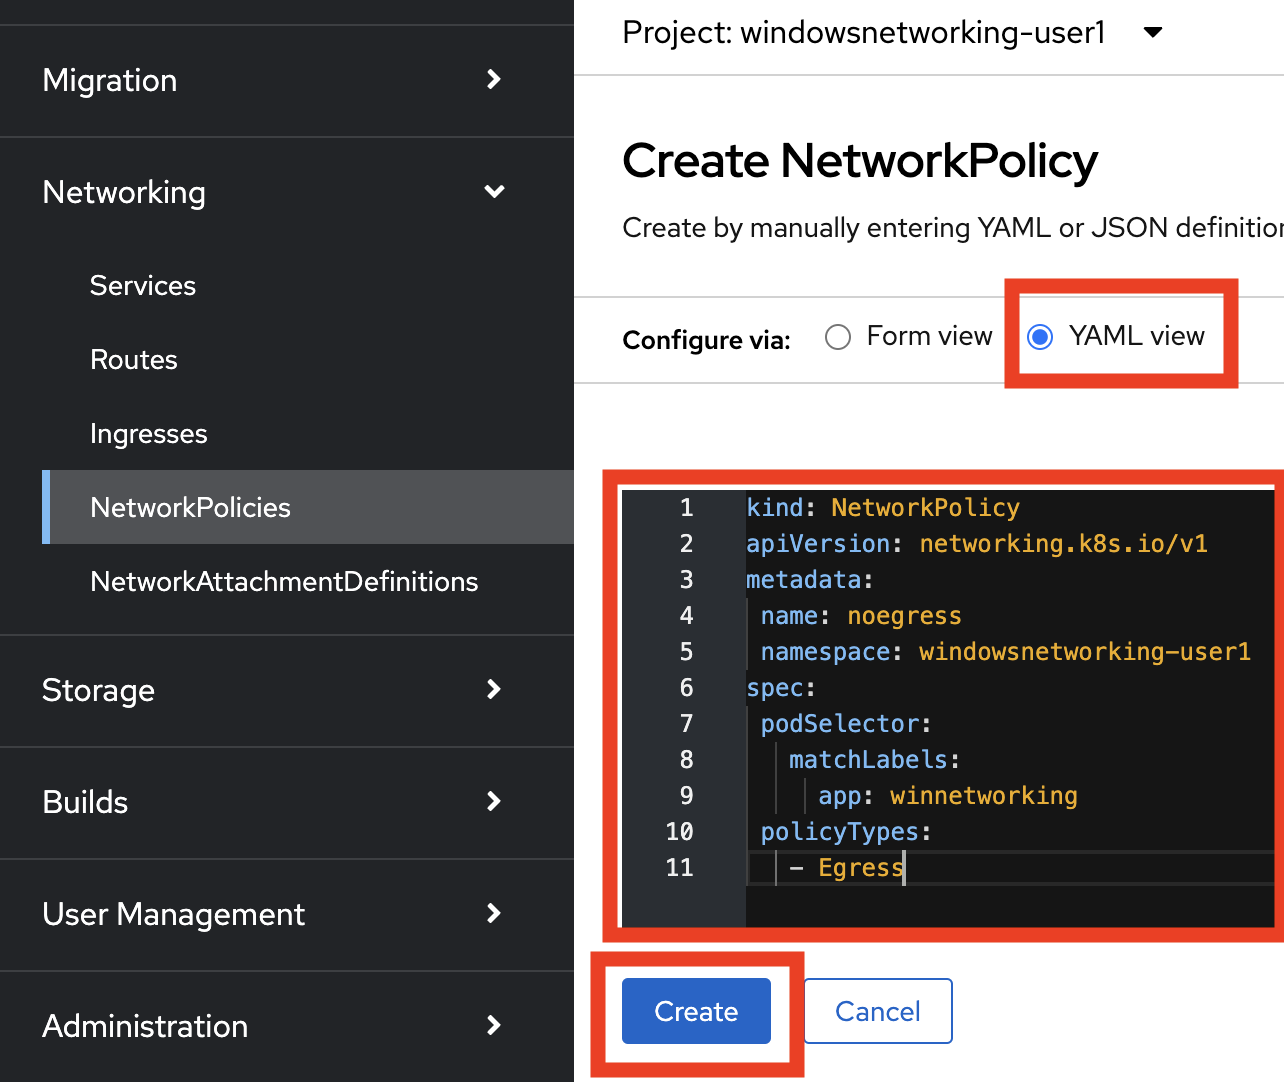 Migration
Networking
Services
Routes
Ingresses
NetworkPolicies
NetworkAttachmentDefinitions
Storage
Builds
User Management
Administration
Project: windowsnetworking-user1
Create NetworkPolicy
Create by manually entering YAML or JSON
Configure via: Form view YAML view
1 kind: NetworkPolicy
2 apiVersion: networking.k8s.io/v1
3 metadata:
4 name: noegress
5 namespace: windowsnetworking-user1
6 spec:
7 podSelector:
8 matchLabels:
9 app: winnetworking
10 policyTypes:
11 - Egress
Create Cancel